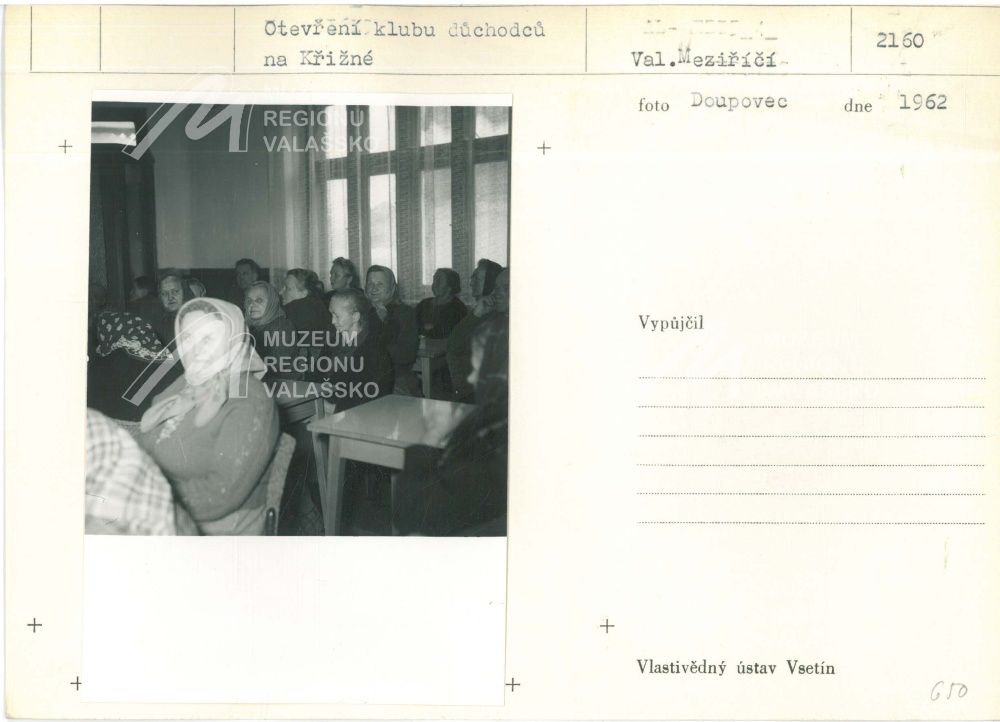 Otevření klubu důchodců
na Křižné
Val.Meziříčí
2160
foto Doupovec dne 1962
MUZEUM
REGIONU
VALAŠSKO
REGIONU
VALAŠSKO
Vypůjčil
Vlastivědný ústav Vsetín
650